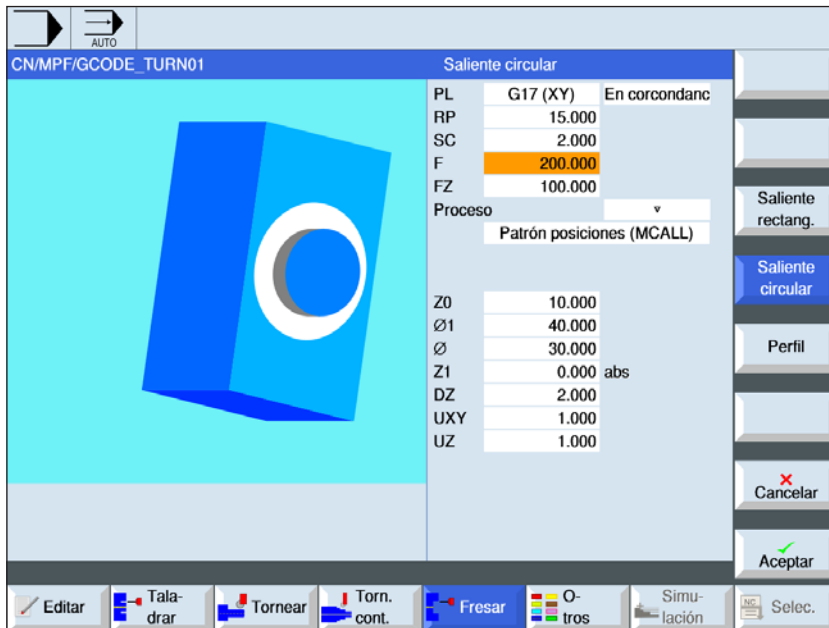 AUTO
CN/MPF/GCODE_TURN01
Saliente circular
PL G17 (XY) En corcondanc
RP 15.000
SC 2.000
F 200.000
FZ 100.000
Proceso ▿
Patrón posiciones (MCALL)
Z0 10.000
∅1 40.000
∅ 30.000
Z1 0.000 abs
DZ 2.000
UXY 1.000
UZ 1.000
Saliente
rectang.
Saliente
circular
Perfil
Cancelar
Aceptar
Editar
Tala-
drar
Tornear
Torn.
cont.
Fresar
O-
tros
Simu-
lación
NC
Selec.